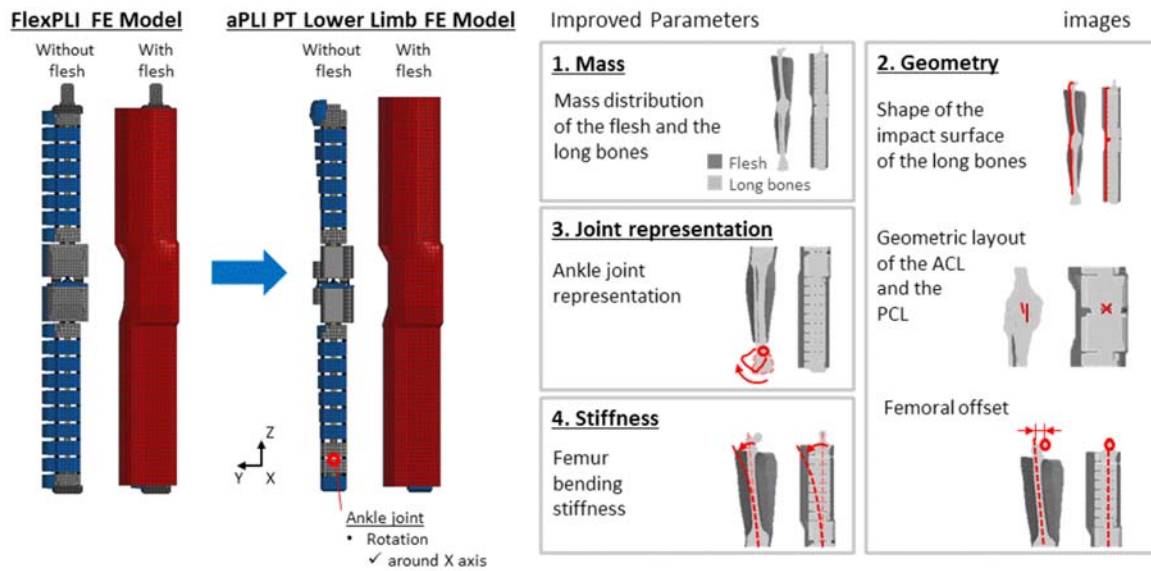 FlexPLI FE Model
Without
flesh
With
flesh
aPLI PT Lower Limb FE Model
Without
flesh
With
flesh
Z
Y
X
Ankle joint
• Rotation
✓ around X axis
Improved Parameters
images
1. Mass
Mass distribution
of the flesh and the
long bones
Flesh
Long bones
2. Geometry
Shape of the
impact surface
of the long bones
Geometric layout
of the ACL
and the
PCL
Femoral offset
3. Joint representation
Ankle joint
representation
4. Stiffness
Femur
bending
stiffness